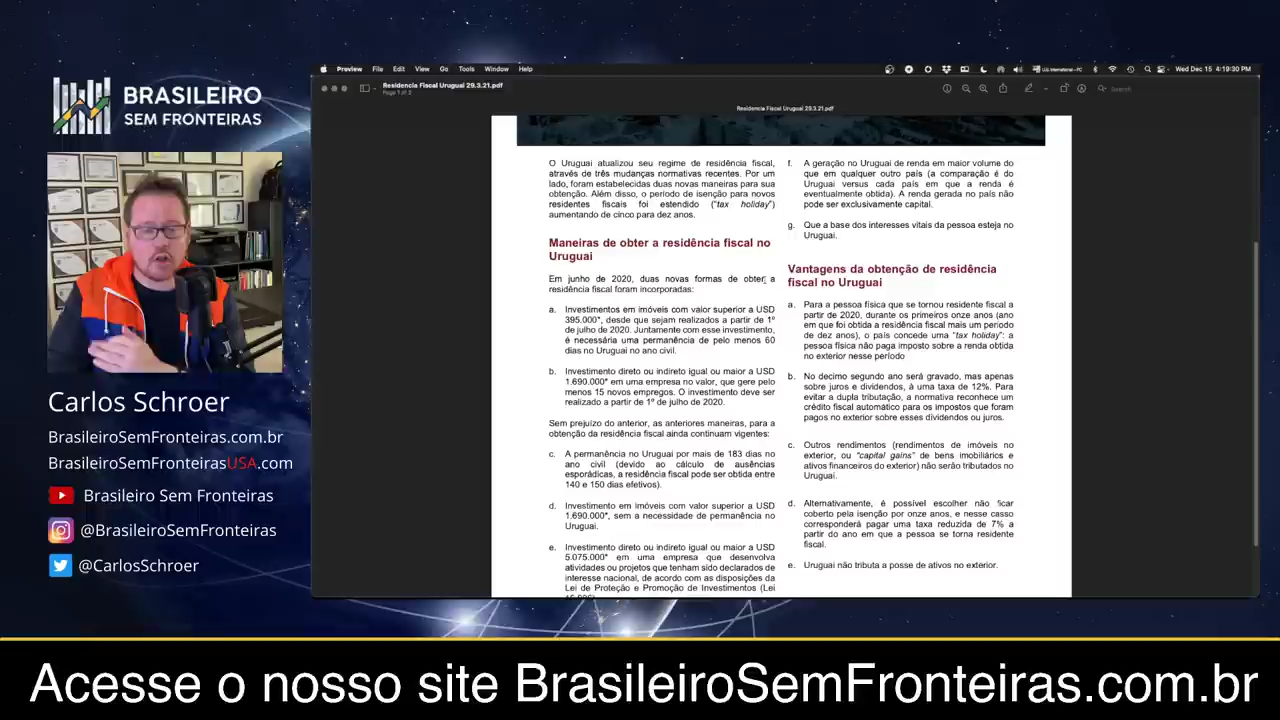 BRASILEIRO
SEM FRONTEIRAS
Carlos Schroer
BrasileiroSemFronteiras.com.br
BrasileiroSemFronteirasUSA.com
Brasileiro Sem Fronteiras
@BrasileiroSemFronteiras
@CarlosSchroer
Preview File Edit View Go Tools Window Help
Wed Dec 15 4:19:30 PM
Residencia Fiscal Uruguai 29.3.21.pdf
Page 1 of 2
Search
Residencia Fiscal Uruguai 29.3.21.pdf
O Uruguai atualizou seu regime de residência fiscal,
através de três mudanças normativas recentes. Por um
lado, foram estabelecidas duas novas maneiras para sua
obtenção. Além disso, o período de isenção para novos
residentes fiscais foi estendido ("tax holiday")
aumentando de cinco para dez anos.
Maneiras de obter a residência fiscal no
Uruguai
Em junho de 2020, duas novas formas de obter a
residência fiscal foram incorporadas:
a. Investimentos em imóveis com valor superior a USD
395.000*, desde que sejam realizados a partir de 1º
de julho de 2020. Juntamente com esse investimento,
é necessária uma permanência de pelo menos 60
dias no Uruguai no ano civil.
b. Investimento direto ou indireto igual ou maior a USD
1.690.000* em uma empresa no valor, que gere pelo
menos 15 novos empregos. O investimento deve ser
realizado a partir de 1º de julho de 2020.
Sem prejuízo do anterior, as anteriores maneiras, para a
obtenção da residência fiscal ainda continuam vigentes:
c. A permanência no Uruguai por mais de 183 dias no
ano civil (devido ao cálculo de ausências
esporádicas, a residência fiscal pode ser obtida entre
140 e 150 dias efetivos).
d. Investimento em imóveis com valor superior a USD
1.690.000*, sem a necessidade de permanência no
Uruguai.
e. Investimento direto ou indireto igual ou maior a USD
5.075.000* em uma empresa que desenvolva
atividades ou projetos que tenham sido declarados de
interesse nacional, de acordo com as disposições da
Lei de Proteção e Promoção de Investimentos (Lei
f. A geração no Uruguai de renda em maior volume do
que em qualquer outro país (a comparação é do
Uruguai versus cada país em que a renda é
eventualmente obtida). A renda gerada no país não
pode ser exclusivamente capital.
g. Que a base dos interesses vitais da pessoa esteja no
Uruguai.
Vantagens da obtenção de residência
fiscal no Uruguai
a. Para a pessoa física que se tornou residente fiscal a
partir de 2020, durante os primeiros onze anos (ano
em que foi obtida a residência fiscal mais um período
de dez anos), o país concede uma "tax holiday": a
pessoa física não paga imposto sobre a renda obtida
no exterior nesse período
b. No decimo segundo ano será gravado, mas apenas
sobre juros e dividendos, à uma taxa de 12%. Para
evitar a dupla tributação, a normativa reconhece um
crédito fiscal automático para os impostos que foram
pagos no exterior sobre esses dividendos ou juros.
c. Outros rendimentos (rendimentos de imóveis no
exterior, ou "capital gains" de bens imobiliários e
ativos financeiros do exterior) não serão tributados no
Uruguai.
d. Alternativamente, é possível escolher não ficar
coberto pela isenção por onze anos, e nesse casso
corresponderá pagar uma taxa reduzida de 7% a
partir do ano em que a pessoa se torna residente
fiscal.
e. Uruguai não tributa a posse de ativos no exterior.
Acesse o nosso site BrasileiroSemFronteiras.com.br